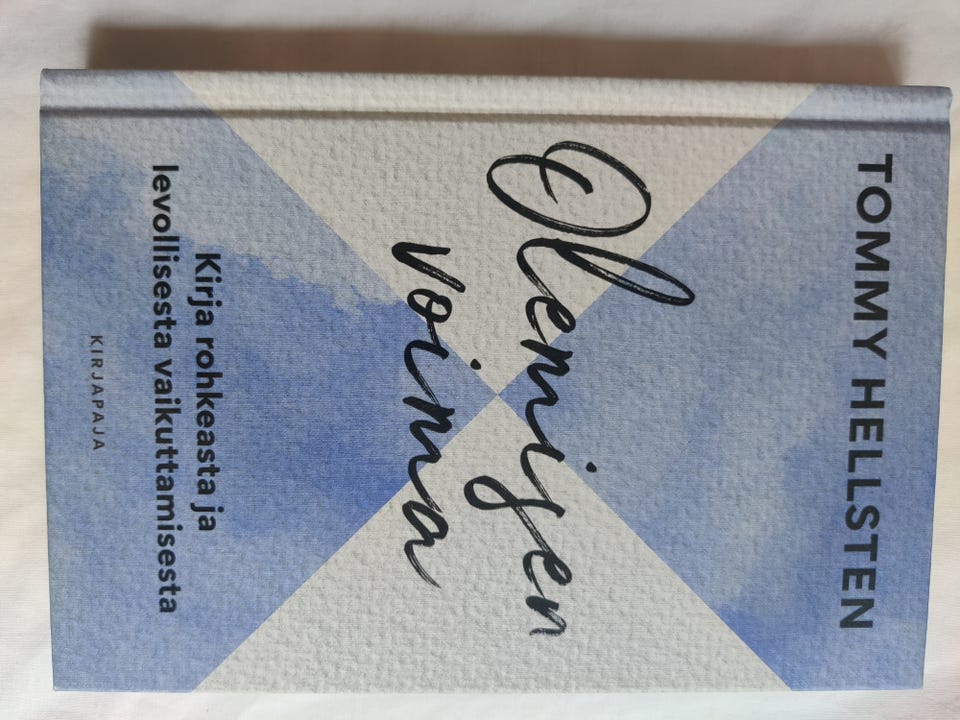 TOMMY HELLSTEN
Olemisen
voima
Kirja rohkeasta ja
levollisesta vaikuttamisesta
KIRJAPAJA